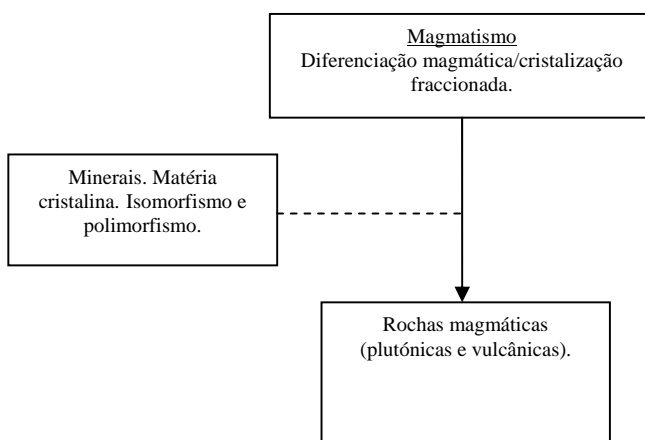 Magmatismo
Diferenciação magmática/cristalização
fraccionada.
Minerais. Matéria
cristalina. Isomorfismo e
polimorfismo.
Rochas magmáticas
(plutónicas e vulcânicas).